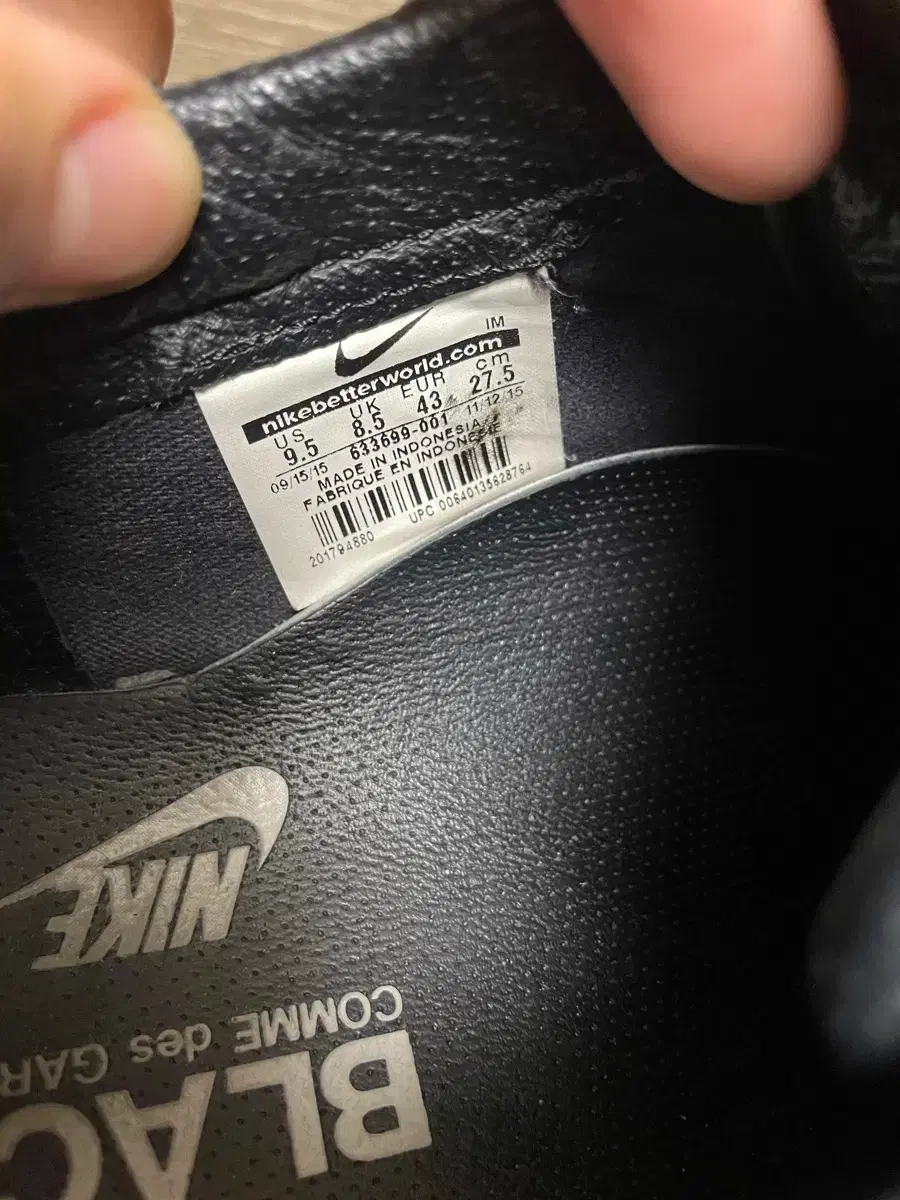 IM
nikebetterworld.com
US UK EUR cm
9.5 8.5 43 27.5
09/15/15 633699-001 11/12/15
MADE IN INDONESIA
FABRIQUE EN INDONESIE
UPC 00640135828764
201794880
NIKE
COMME des GAR
BLAC